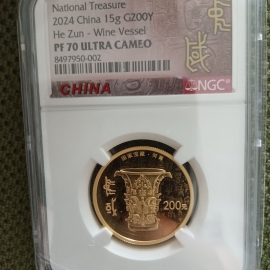 National Treasure
2024 China 15g G200Y
He Zun - Wine Vessel
PF 70 ULTRA CAMEO
8497950-002
CHINA
NGC
200元